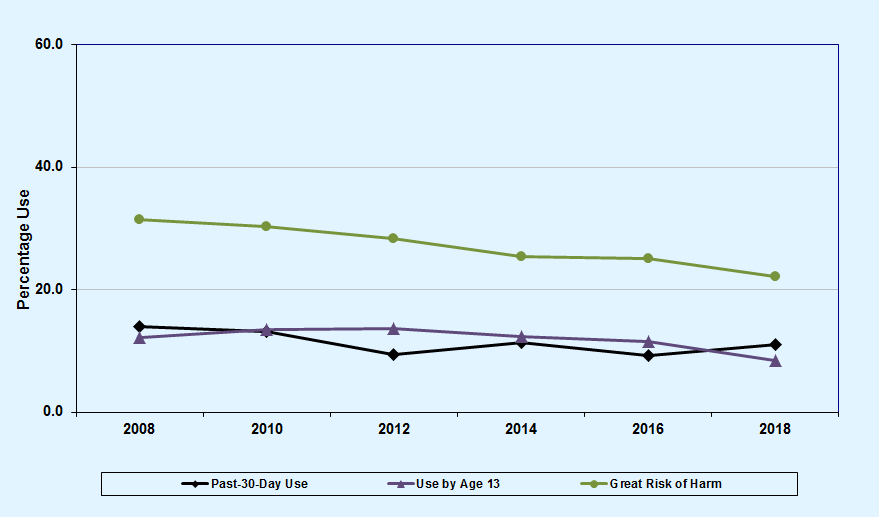 60.0
40.0
20.0
0.0
Percentage Use
2008 2010 2012 2014 2016 2018
Past-30-Day Use Use by Age 13 Great Risk of Harm